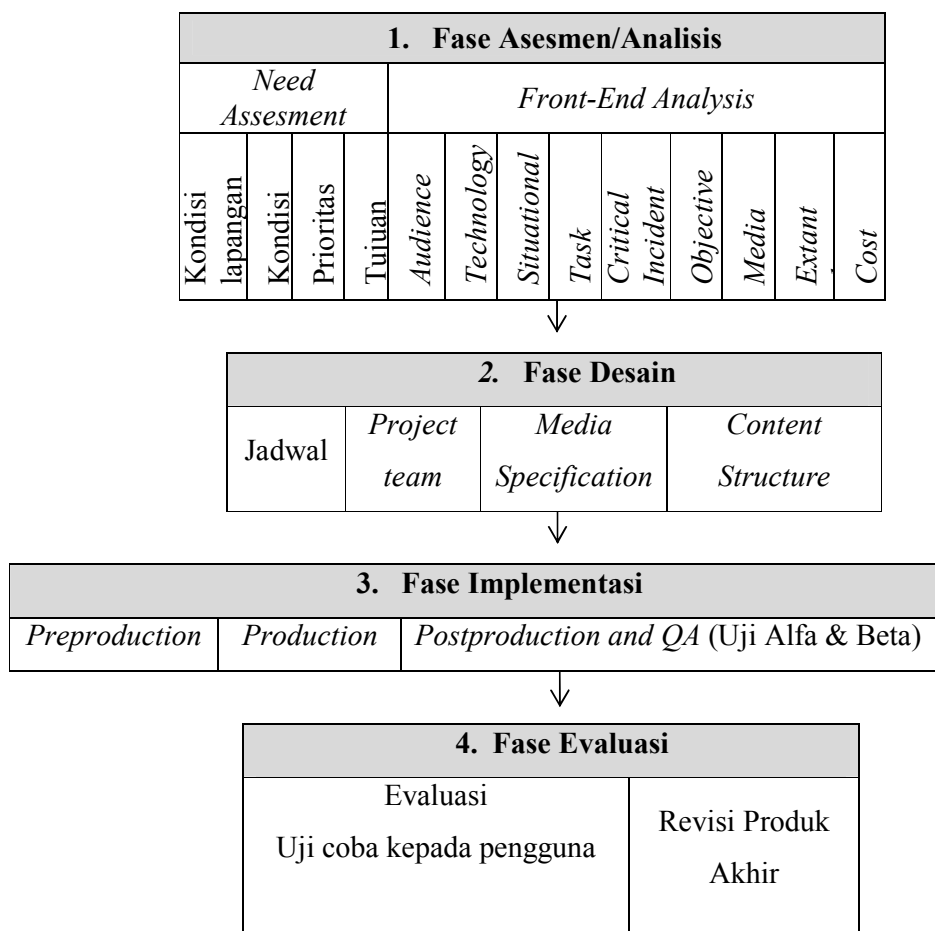 1. Fase Asesmen/Analisis
Need
Assesment
Front-End Analysis
Kondisi
lapangan
Kondisi
Prioritas
Tujuan
Audience
Technology
Situational
Task
Critical
Incident
Objective
Media
Extant
Cost
2. Fase Desain
Jadwal
Project
team
Media
Specification
Content
Structure
3. Fase Implementasi
Preproduction
Production
Postproduction and QA (Uji Alfa & Beta)
4. Fase Evaluasi
Evaluasi
Uji coba kepada pengguna
Revisi Produk
Akhir